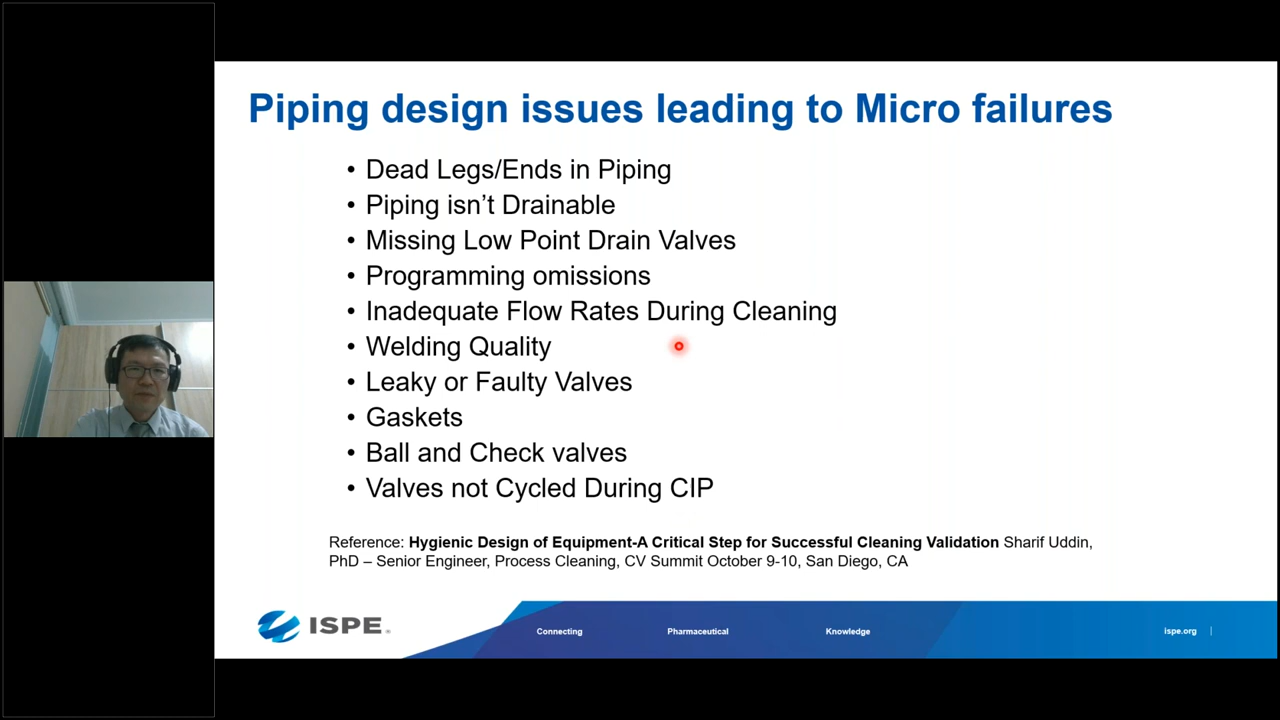 Piping design issues leading to Micro failures
• Dead Legs/Ends in Piping
• Piping isn’t Drainable
• Missing Low Point Drain Valves
• Programming omissions
• Inadequate Flow Rates During Cleaning
• Welding Quality
• Leaky or Faulty Valves
• Gaskets
• Ball and Check valves
• Valves not Cycled During CIP
Reference: Hygienic Design of Equipment-A Critical Step for Successful Cleaning Validation Sharif Uddin,
PhD – Senior Engineer, Process Cleaning, CV Summit October 9-10, San Diego, CA
ISPE®
Connecting Pharmaceutical Knowledge ispe.org |